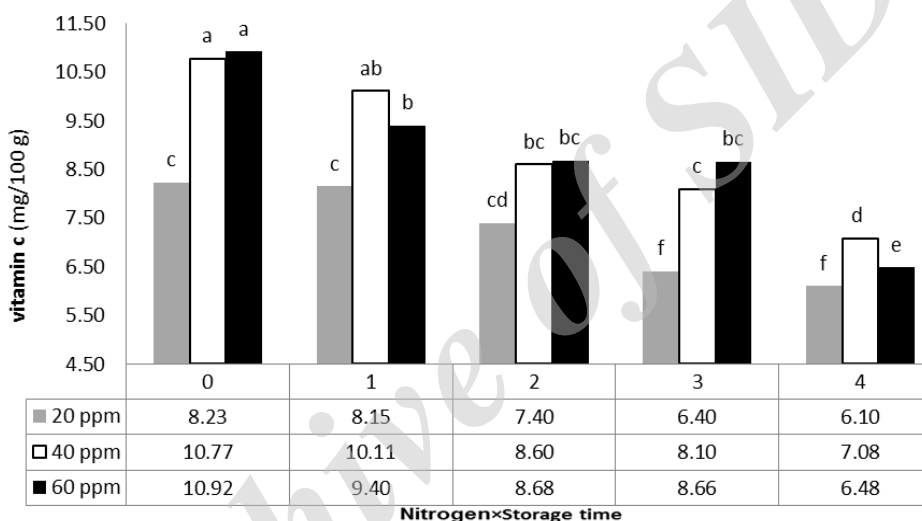 11.50
10.50
9.50
8.50
7.50
6.50
5.50
4.50
vitamin c (mg/100 g)
c a a
c ab b
cd bc bc
f c bc
f d e
0 1 2 3 4
20 ppm 8.23 8.15 7.40 6.40 6.10
40 ppm 10.77 10.11 8.60 8.10 7.08
60 ppm 10.92 9.40 8.68 8.66 6.48
Nitrogen×Storage time
hive of SID